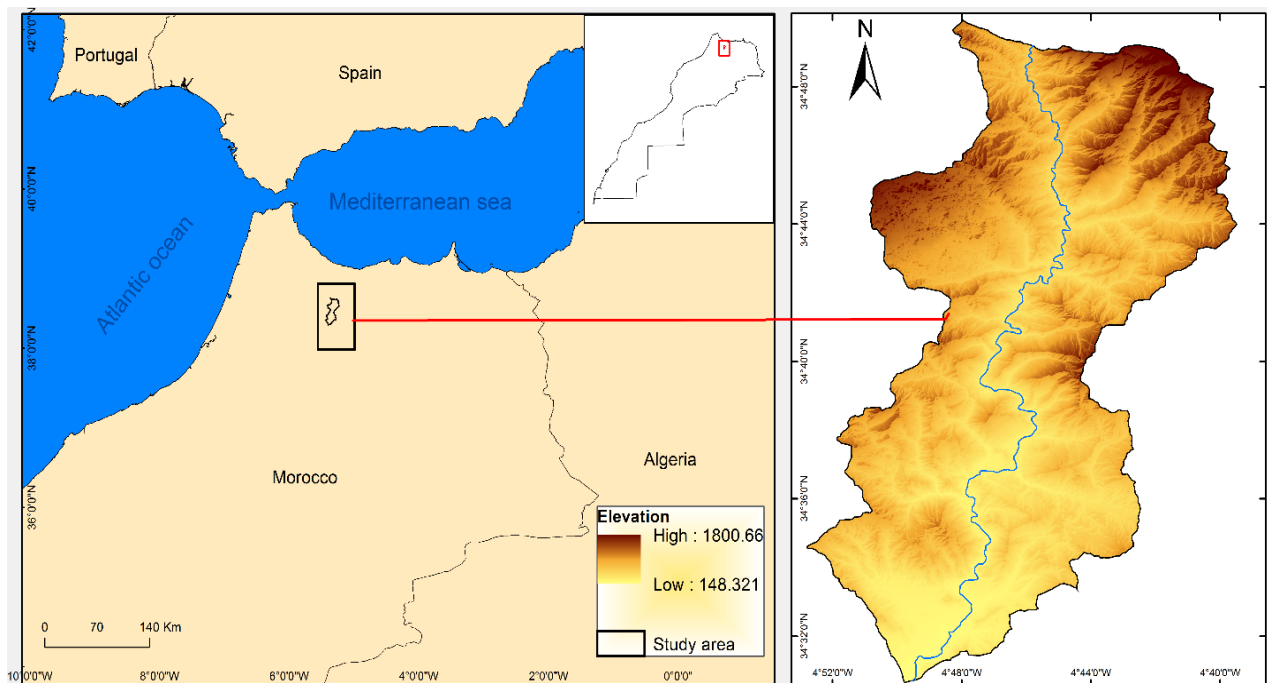 42°0'0"N
40°0'0"N
38°0'0"N
36°0'0"N
Portugal
Spain
Mediterranean sea
Atlantic ocean
Morocco
Algeria
Elevation
High : 1800.66
Low : 148.321
Study area
0 70 140 Km
10°0'0"W 8°0'0"W 6°0'0"W 4°0'0"W 2°0'0"W 0°0'0"
N
34°48'0"N
34°44'0"N
34°40'0"N
34°36'0"N
34°32'0"N
4°52'0"W 4°48'0"W 4°44'0"W 4°40'0"W